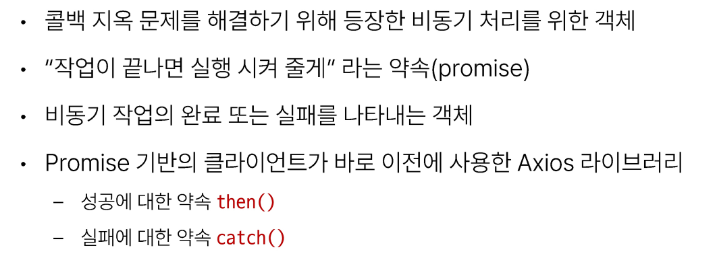 • 콜백 지옥 문제를 해결하기 위해 등장한 비동기 처리를 위한 객체
• “작업이 끝나면 실행 시켜 줄게“ 라는 약속(promise)
• 비동기 작업의 완료 또는 실패를 나타내는 객체
• Promise 기반의 클라이언트가 바로 이전에 사용한 Axios 라이브러리
– 성공에 대한 약속 then()
– 실패에 대한 약속 catch()